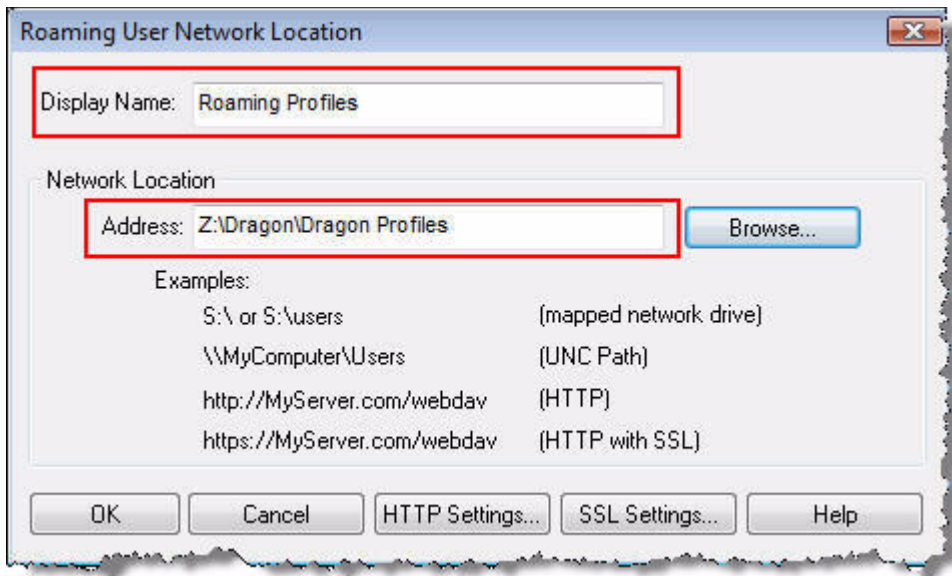 Roaming User Network Location
Display Name: Roaming Profiles
Network Location
Address: Z:\Dragon\Dragon Profiles Browse...
Examples:
S:\ or S:\users (mapped network drive)
\\MyComputer\Users (UNC Path)
http://MyServer.com/webdav (HTTP)
https://MyServer.com/webdav (HTTP with SSL)
OK Cancel HTTP Settings... SSL Settings... Help